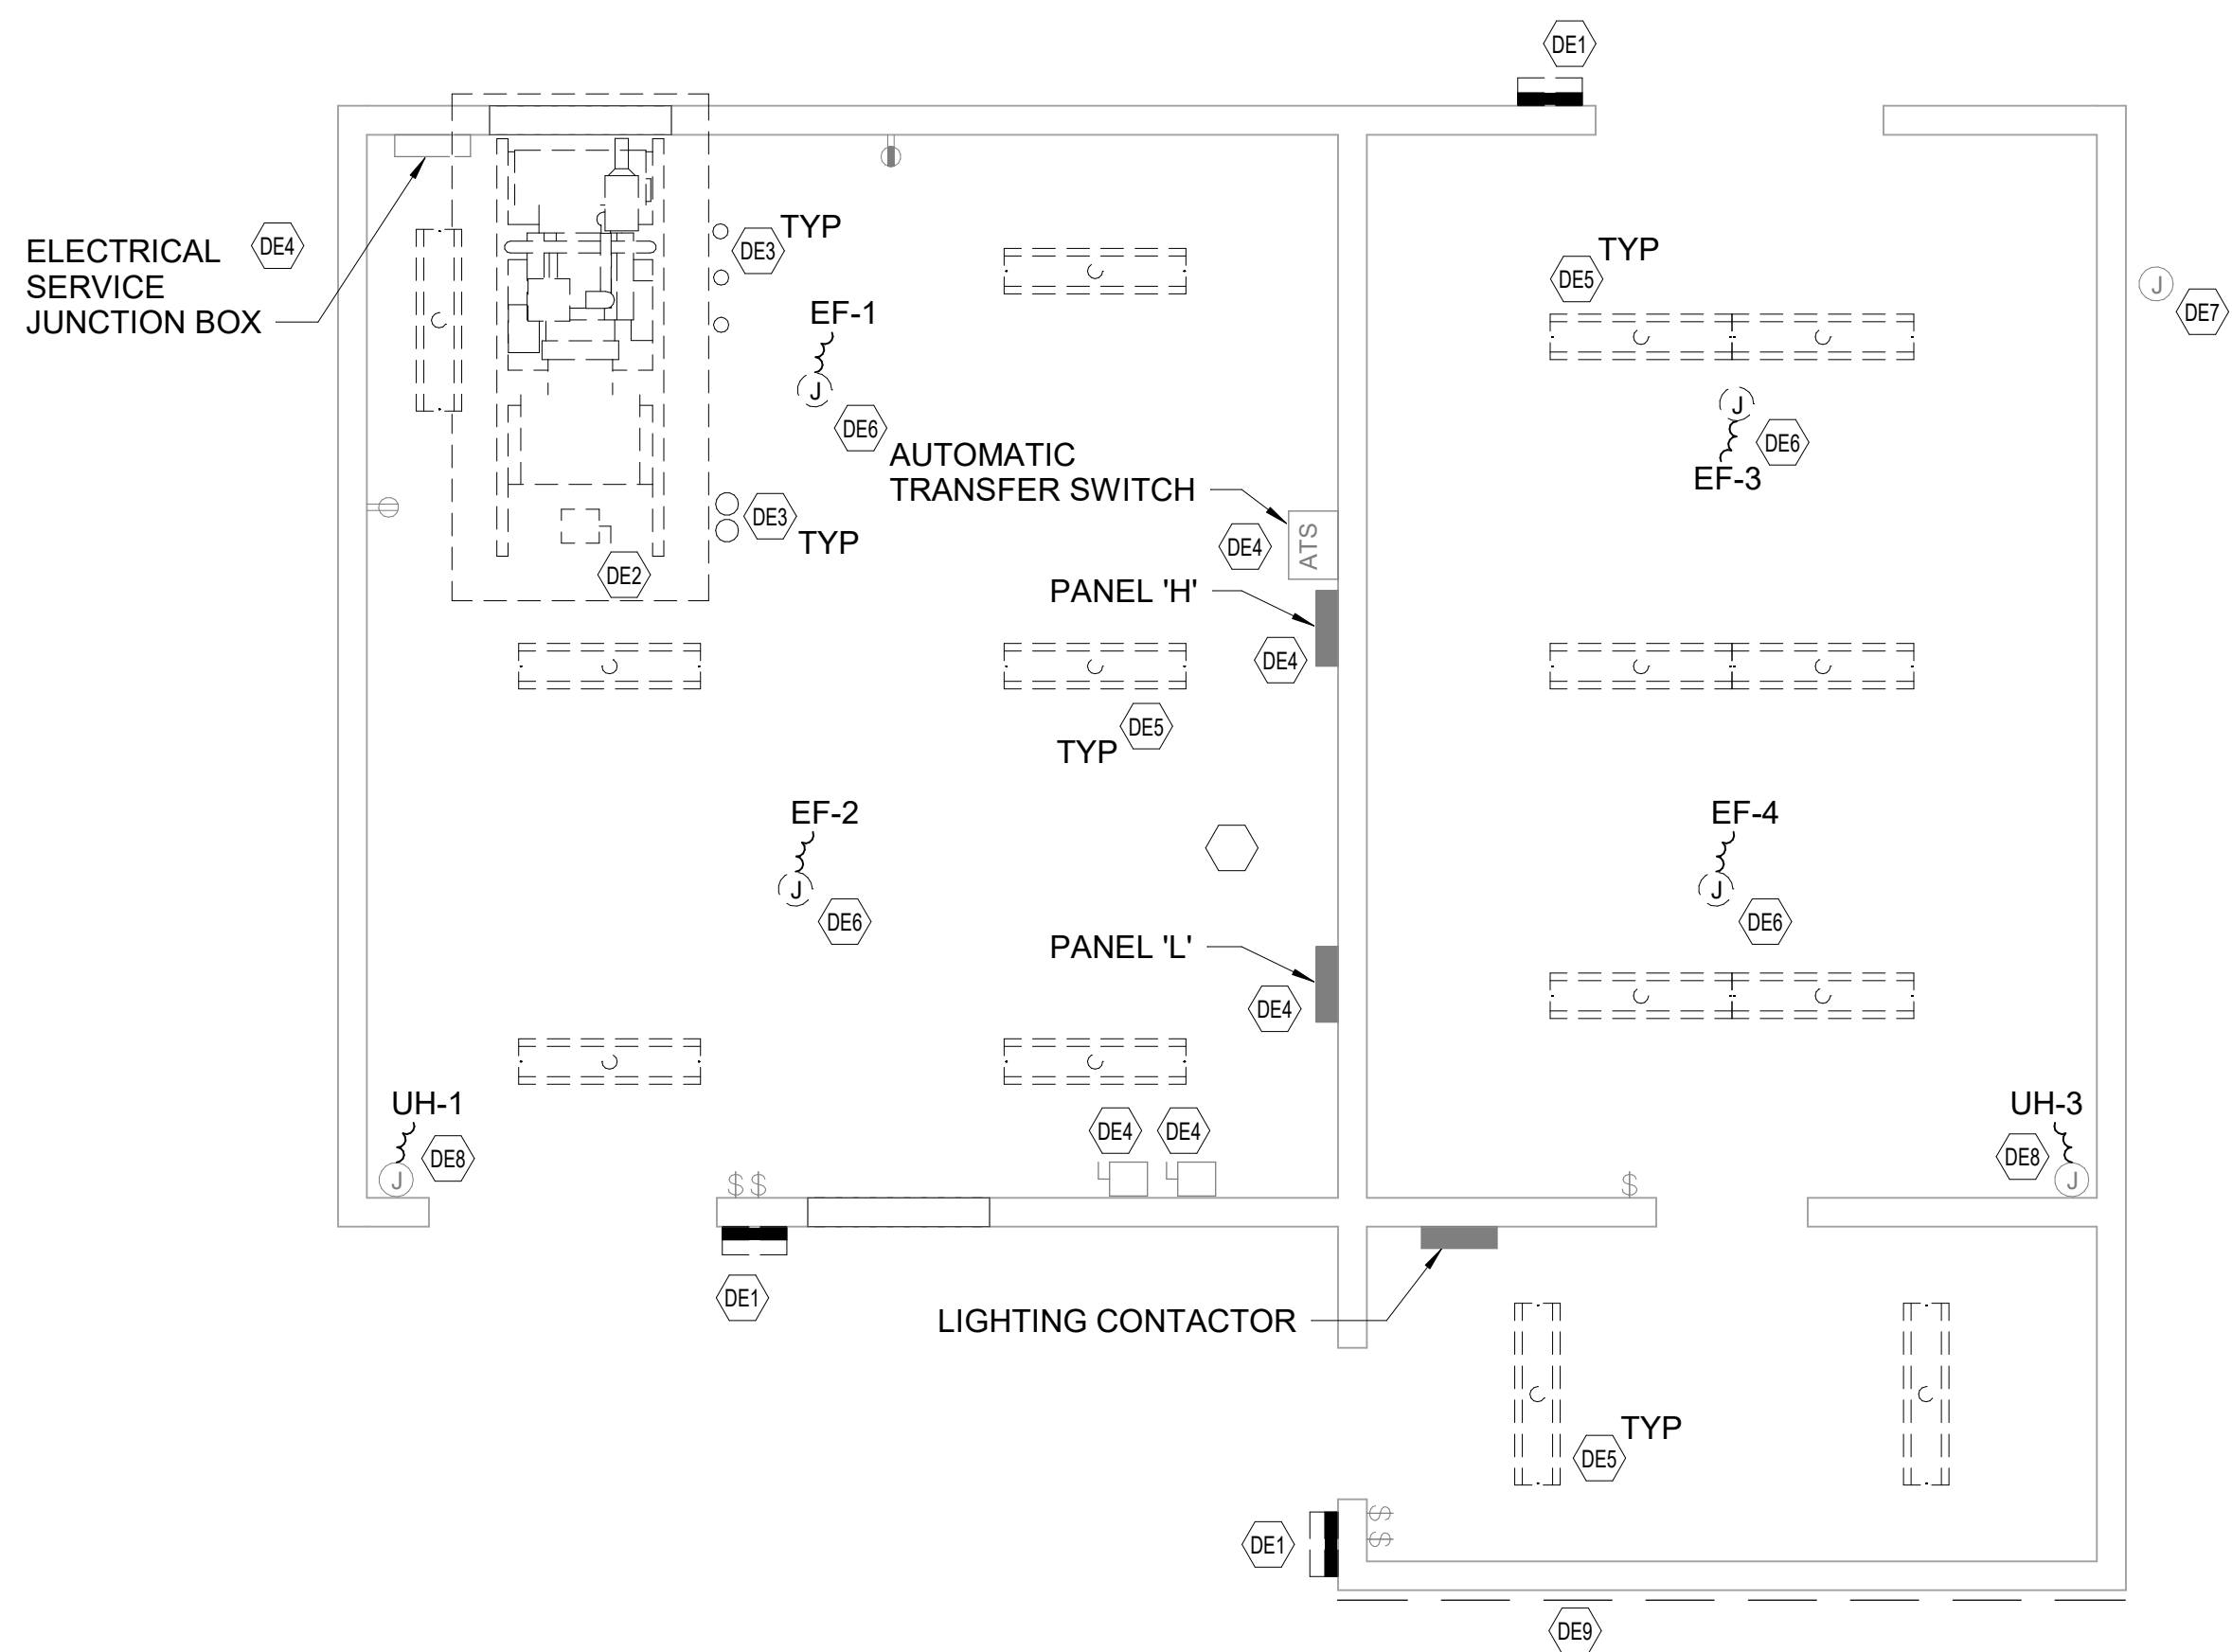 DE1
ELECTRICAL
SERVICE
JUNCTION BOX
DE4
DE3
TYP
EF-1
J
DE6
DE5
TYP
J
DE7
J
DE6
EF-3
AUTOMATIC
TRANSFER SWITCH
DE4
ATS
DE3
TYP
DE2
PANEL 'H'
DE4
DE5
TYP
EF-2
J
DE6
EF-4
J
DE6
PANEL 'L'
DE4
UH-1
DE8
J
DE4
DE4
UH-3
DE8
J
$$
$
DE1
LIGHTING CONTACTOR
TYP
DE5
$
$
DE1
DE9